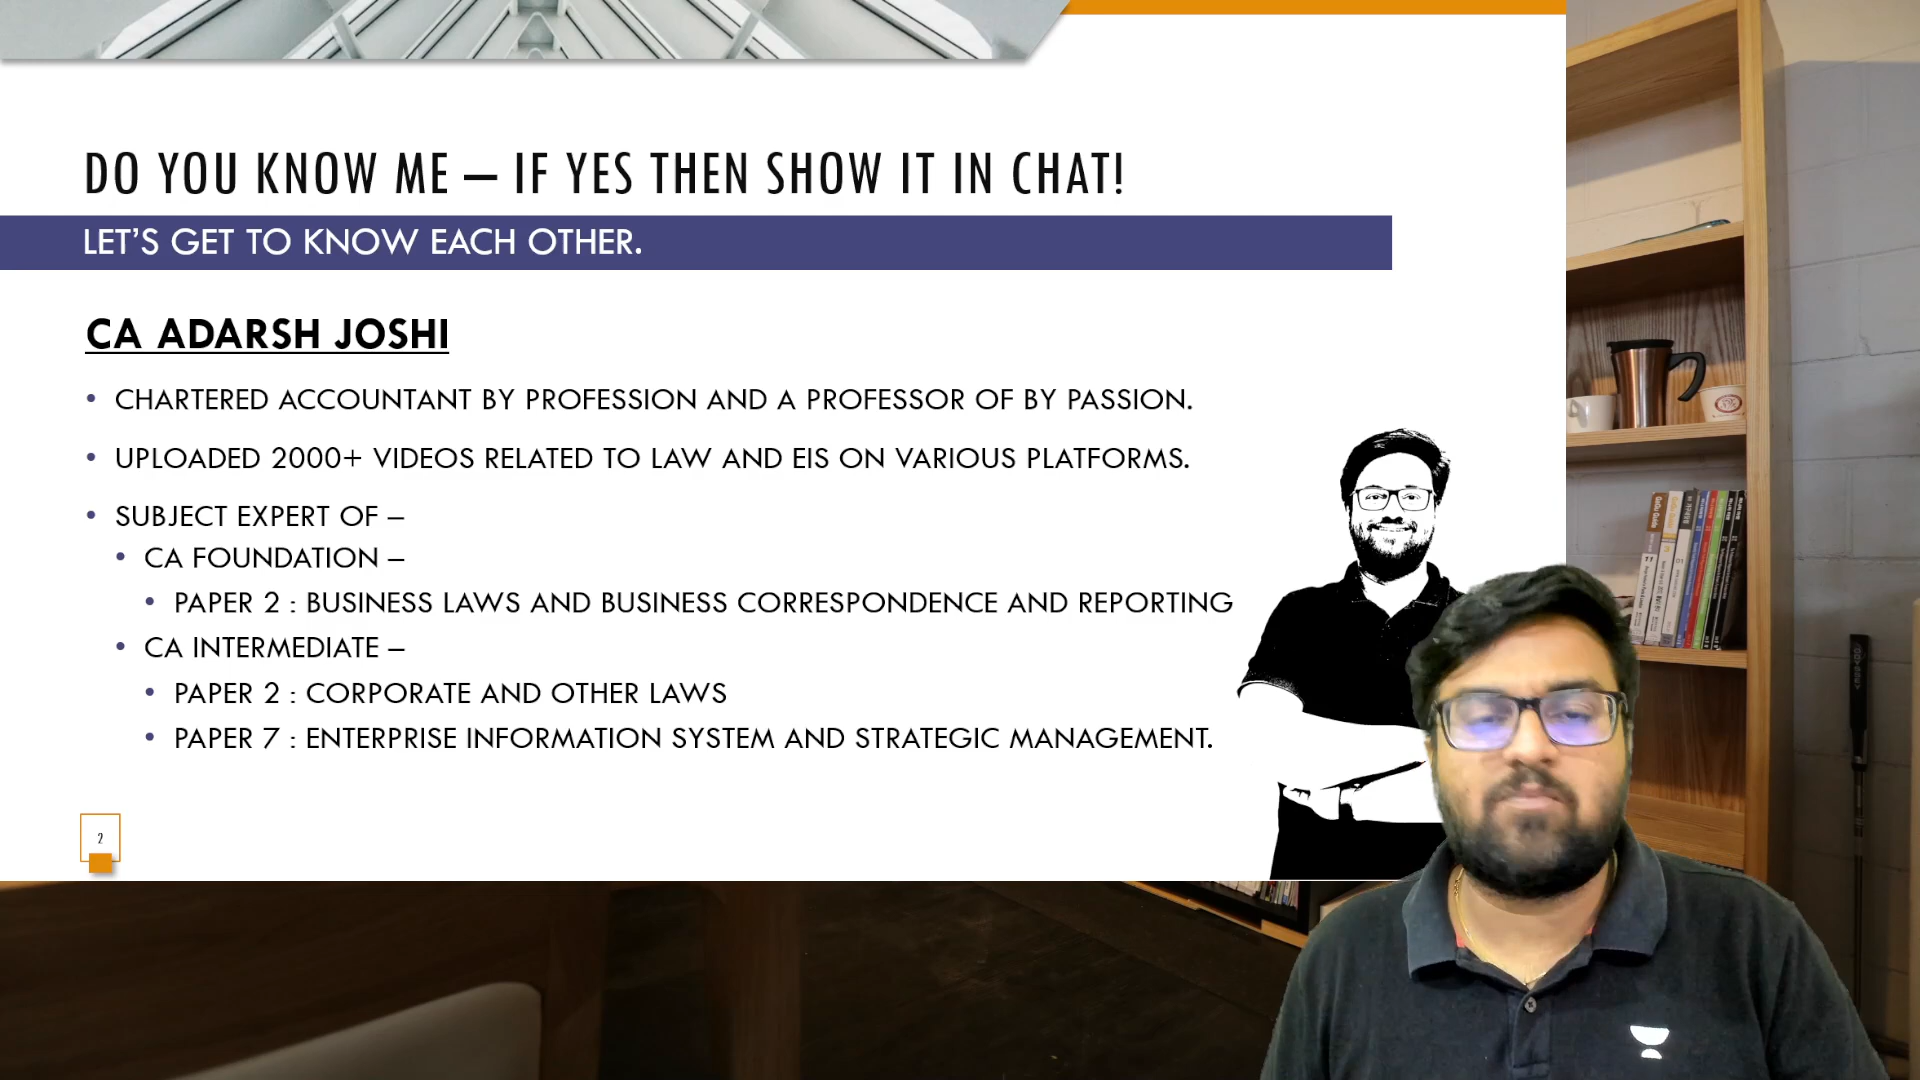 DO YOU KNOW ME – IF YES THEN SHOW IT IN CHAT!
LET'S GET TO KNOW EACH OTHER.
CA ADARSH JOSHI
• CHARTERED ACCOUNTANT BY PROFESSION AND A PROFESSOR OF BY PASSION.
• UPLOADED 2000+ VIDEOS RELATED TO LAW AND EIS ON VARIOUS PLATFORMS.
• SUBJECT EXPERT OF –
• CA FOUNDATION –
• PAPER 2 : BUSINESS LAWS AND BUSINESS CORRESPONDENCE AND REPORTING
• CA INTERMEDIATE –
• PAPER 2 : CORPORATE AND OTHER LAWS
• PAPER 7 : ENTERPRISE INFORMATION SYSTEM AND STRATEGIC MANAGEMENT.
2